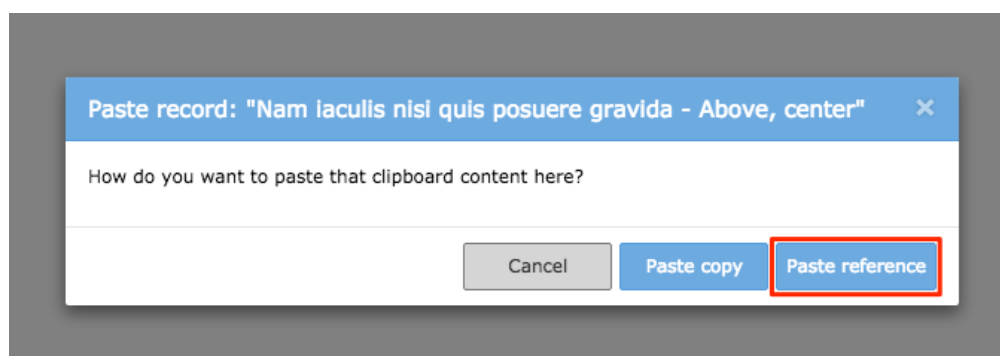 Paste record: "Nam iaculis nisi quis posuere gravida - Above, center" ×
How do you want to paste that clipboard content here?
Cancel Paste copy Paste reference